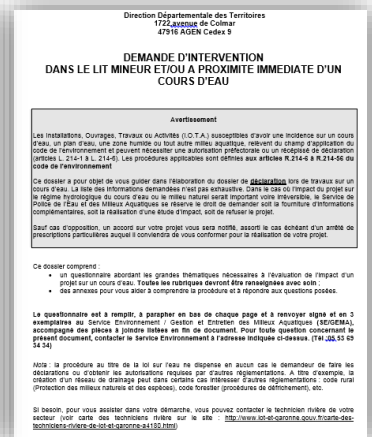 Direction Départementale des Territoires
1722,avenue de Colmar
47916 AGEN Cedex 9
DEMANDE D'INTERVENTION
DANS LE LIT MINEUR ET/OU A PROXIMITE IMMEDIATE D'UN
COURS D'EAU
Avertissement
Les Installations, Ouvrages, Travaux ou Activités (I.O.T.A.) susceptibles d'avoir une incidence sur un cours
d'eau, un plan d'eau, une zone humide ou tout autre milieu aquatique, relèvent du champ d'application du
code de l'environnement et peuvent nécessiter une autorisation préfectorale ou un récépissé de déclaration
(articles L. 214-1 à L. 214-6). Les procédures applicables sont définies aux articles R.214-6 à R.214-56 du
code de l'environnement
Ce dossier a pour objet de vous guider dans l'élaboration du dossier de déclaration lors de travaux sur un
cours d'eau. La liste des informations demandées n'est pas exhaustive. Dans le cas où l'impact du projet sur
le régime hydrologique du cours d'eau ou le milieu naturel serait important voire irréversible, le Service de
Police de l'Eau et des Milieux Aquatiques se réserve le droit de demander soit la fourniture d'informations
complémentaires, soit la réalisation d'une étude d'impact, soit de refuser le projet.
Sauf cas d'opposition, un accord sur votre projet vous sera notifié, assorti le cas échéant d'un arrêté de
prescriptions particulières auquel il conviendra de vous conformer pour la réalisation de votre projet.
Ce dossier comprend :
• un questionnaire abordant les grandes thématiques nécessaires à l'évaluation de l'impact d'un
projet sur un cours d'eau. Toutes les rubriques devront être renseignées avec soin ;
• des annexes pour vous aider à comprendre la procédure et à répondre aux questions posées.
Le questionnaire est à remplir, à parapher en bas de chaque page et à renvoyer signé et en 3
exemplaires au Service Environnement / Gestion et Entretien des Milieux Aquatiques (SE/GEMA),
accompagné des pièces à joindre listées en fin de document. Pour toute question concernant le
présent document, contacter le Service Environnement à l'adresse indiquée ci-dessus. (Tél :05 53 69
34 34)
Nota : la procédure au titre de la loi sur l'eau ne dispense en aucun cas le demandeur de faire les
déclarations ou d'obtenir les autorisations requises par d'autres réglementations. A titre d'exemple, la
création d'un réseau de drainage peut dans certains cas intéresser d'autres réglementations : code rural
(Protection des milieux naturels et des espèces), code forestier (procédures de défrichement), etc.
Si besoin, pour vous assister dans votre démarche, vous pouvez contacter le technicien rivière de votre
secteur (voir carte des techniciens rivière sur le site : http://www.lot-et-garonne.gouv.fr/carte-des-
techniciens-riviere-de-lot-et-garonne-a4180.html)